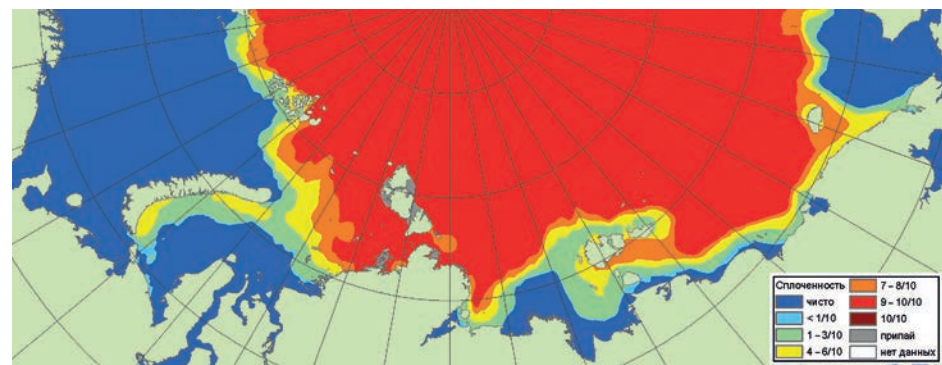 Сплоченность
чисто
< 1/10
1 – 3/10
4 – 6/10
7 – 8/10
9 – 10/10
10/10
припай
нет данных